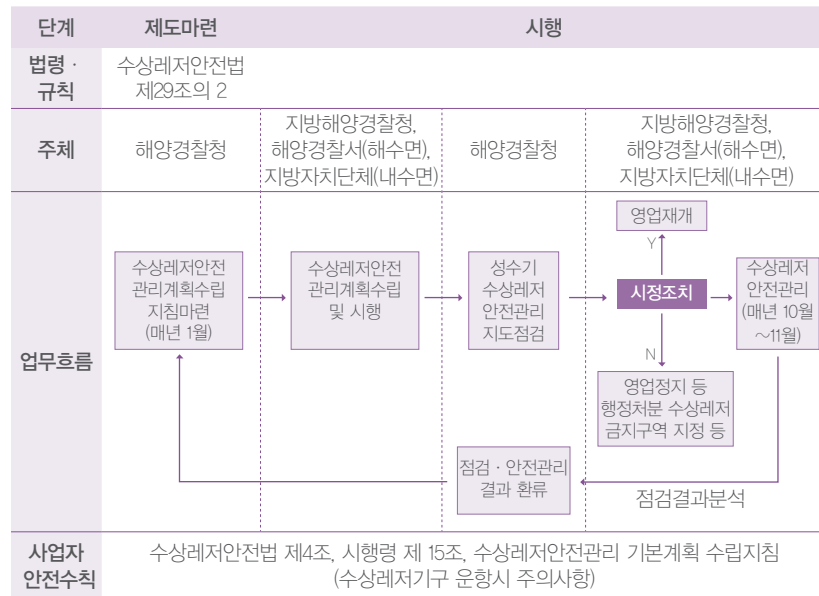 단계 제도마련 시행
법령 ·
규칙
수상레저안전법
제29조의 2
주체
해양경찰청
지방해양경찰청,
해양경찰서(해수면),
지방자치단체(내수면)
해양경찰청
지방해양경찰청,
해양경찰서(해수면),
지방자치단체(내수면)
업무흐름
수상레저안전
관리계획수립
지침마련
(매년 1월)
수상레저안전
관리계획수립
및 시행
성수기
수상레저
안전관리
지도점검
영업재개
Y
시정조치
N
영업정지 등
행정처분 수상레저
금지구역 지정 등
수상레저
안전관리
(매년 10월
~11월)
점검 · 안전관리
결과 환류
점검결과분석
사업자
안전수칙
수상레저안전법 제4조, 시행령 제 15조, 수상레저안전관리 기본계획 수립지침
(수상레저기구 운항시 주의사항)